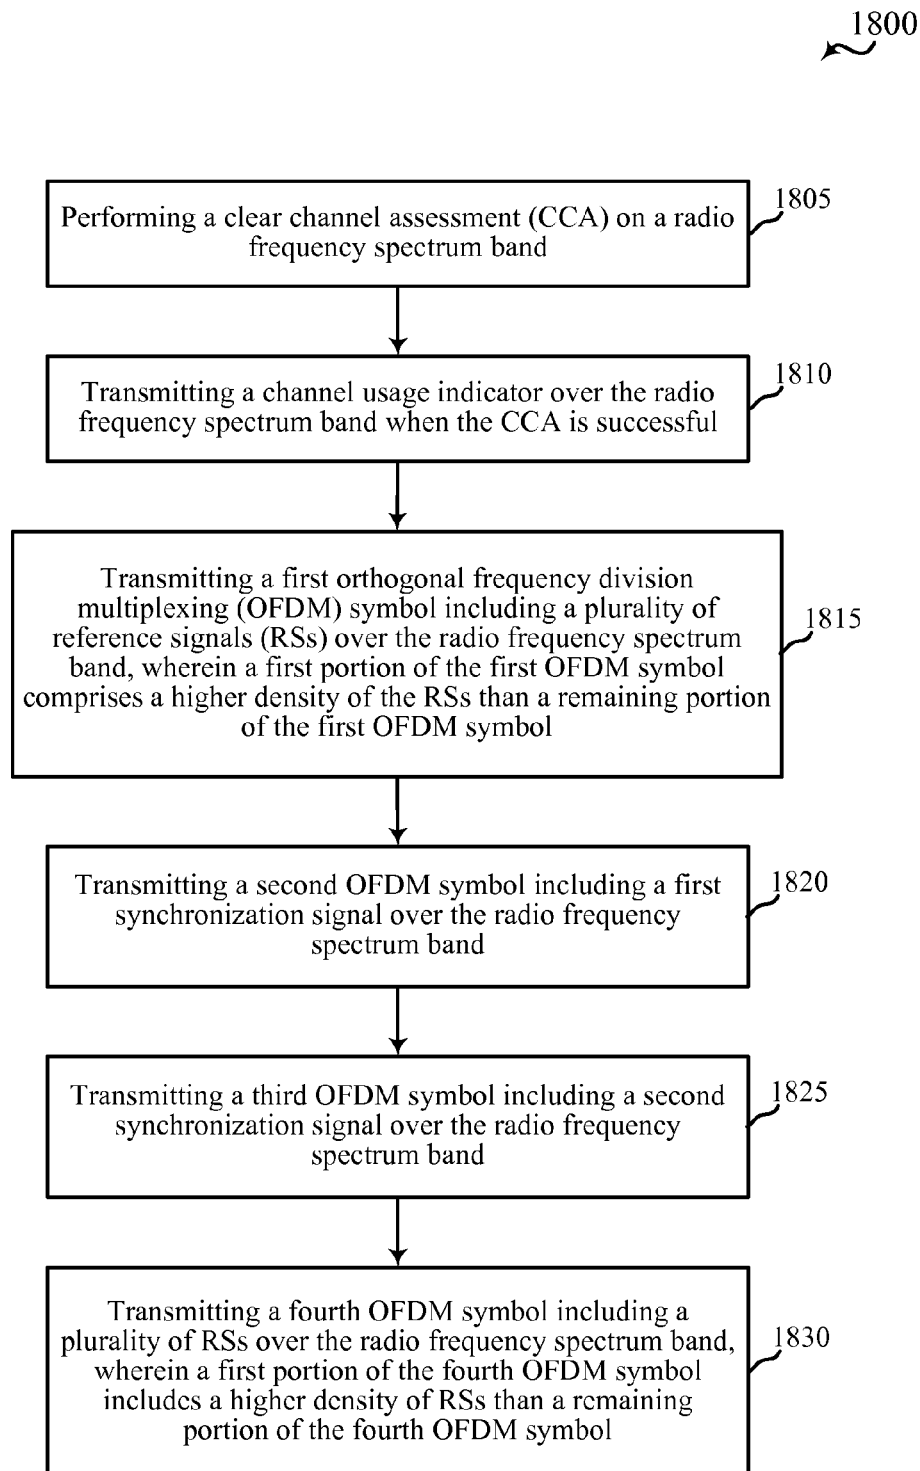 1800
Performing a clear channel assessment (CCA) on a radio
frequency spectrum band
1805
Transmitting a channel usage indicator over the radio
frequency spectrum band when the CCA is successful
1810
Transmitting a first orthogonal frequency division
multiplexing (OFDM) symbol including a plurality of
reference signals (RSs) over the radio frequency spectrum
band, wherein a first portion of the first OFDM symbol
comprises a higher density of the RSs than a remaining portion
of the first OFDM symbol
1815
Transmitting a second OFDM symbol including a first
synchronization signal over the radio frequency
spectrum band
1820
Transmitting a third OFDM symbol including a second
synchronization signal over the radio frequency
spectrum band
1825
Transmitting a fourth OFDM symbol including a
plurality of RSs over the radio frequency spectrum band,
wherein a first portion of the fourth OFDM symbol
includes a higher density of RSs than a remaining
portion of the fourth OFDM symbol
1830